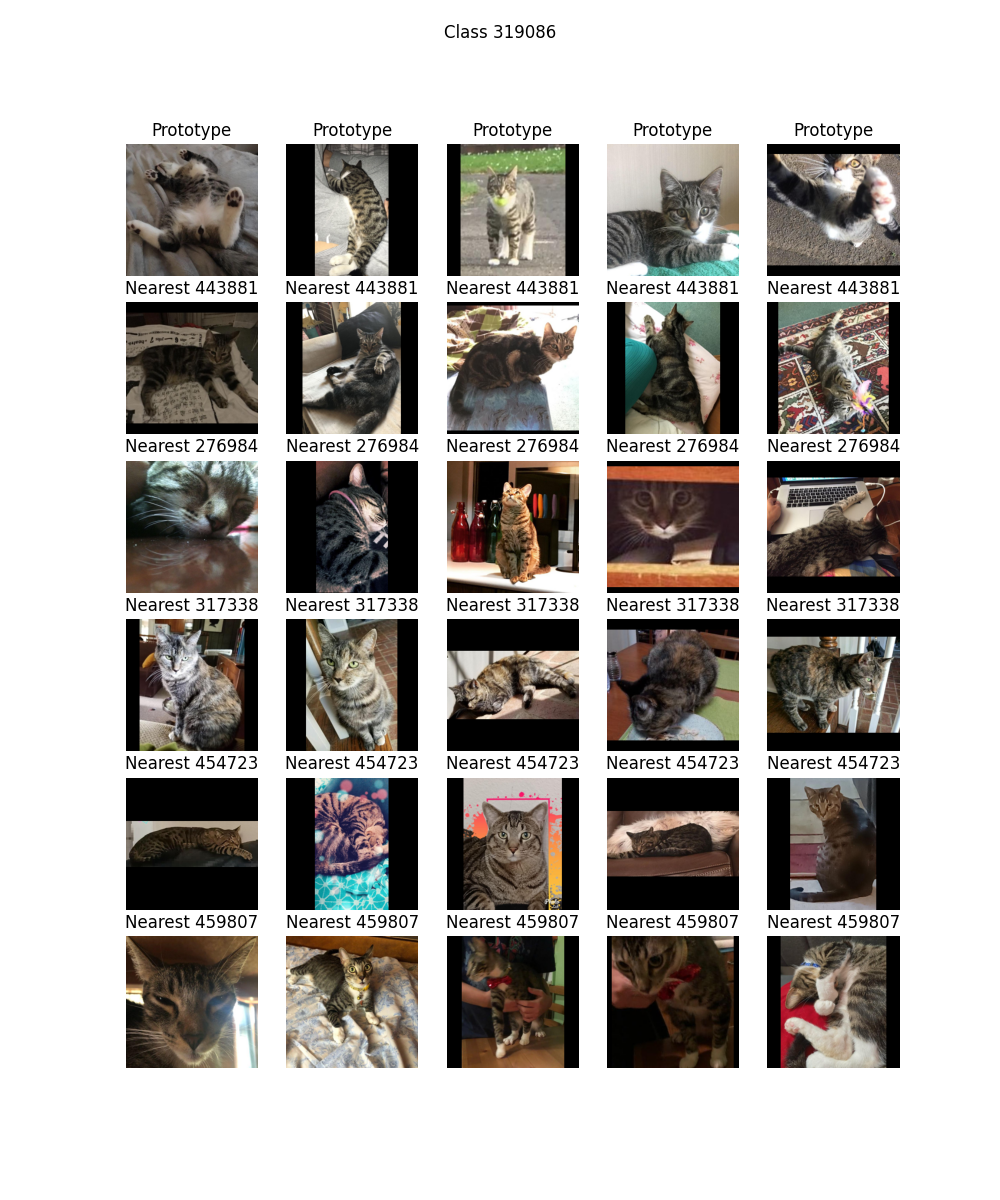 Class 319086
Prototype Prototype Prototype Prototype Prototype
Nearest 443881 Nearest 443881 Nearest 443881 Nearest 443881 Nearest 443881
Nearest 276984 Nearest 276984 Nearest 276984 Nearest 276984 Nearest 276984
Nearest 317338 Nearest 317338 Nearest 317338 Nearest 317338 Nearest 317338
Nearest 454723 Nearest 454723 Nearest 454723 Nearest 454723 Nearest 454723
Nearest 459807 Nearest 459807 Nearest 459807 Nearest 459807 Nearest 459807